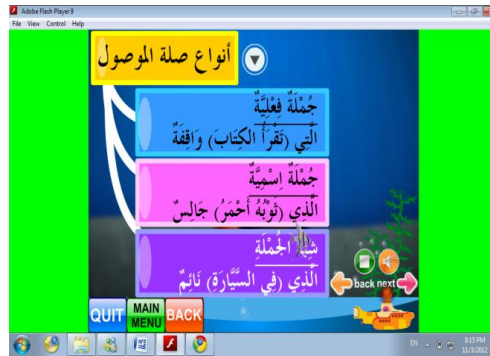 Adobe Flash Player 9
File View Control Help
أنواع صلة الموصول
جُمْلَةٌ فِعْلِيَّةٌ
الَّتِي (تَقْرَأُ الكِتَابَ) وَاقِفَةٌ
جُمْلَةٌ اِسْمِيَّةٌ
الَّذِي (ثَوْبُهُ أَحْمَرُ) جَالِسٌ
شِبْهُ الجُمْلَةِ
الَّذِي (فِي السَّيَّارَةِ) نَائِمٌ
back next
QUIT MAIN MENU BACK
EN 8:15 PM
11/3/2012